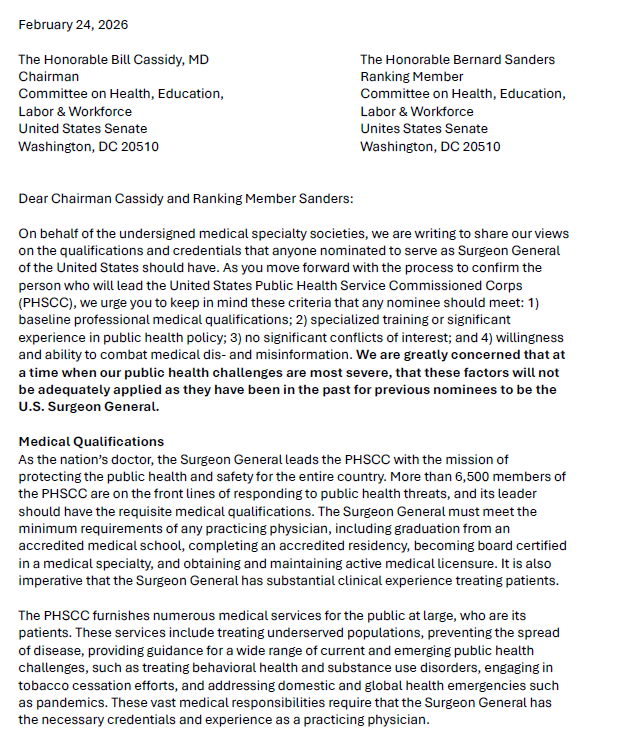 February 24, 2026
The Honorable Bill Cassidy, MD
Chairman
Committee on Health, Education,
Labor & Workforce
United States Senate
Washington, DC 20510
The Honorable Bernard Sanders
Ranking Member
Committee on Health, Education,
Labor & Workforce
Unites States Senate
Washington, DC 20510
Dear Chairman Cassidy and Ranking Member Sanders:
On behalf of the undersigned medical specialty societies, we are writing to share our views
on the qualifications and credentials that anyone nominated to serve as Surgeon General
of the United States should have. As you move forward with the process to confirm the
person who will lead the United States Public Health Service Commissioned Corps
(PHSCC), we urge you to keep in mind these criteria that any nominee should meet: 1)
baseline professional medical qualifications; 2) specialized training or significant
experience in public health policy; 3) no significant conflicts of interest; and 4) willingness
and ability to combat medical dis- and misinformation. We are greatly concerned that at
a time when our public health challenges are most severe, that these factors will not
be adequately applied as they have been in the past for previous nominees to be the
U.S. Surgeon General.
Medical Qualifications
As the nation's doctor, the Surgeon General leads the PHSCC with the mission of
protecting the public health and safety for the entire country. More than 6,500 members of
the PHSCC are on the front lines of responding to public health threats, and its leader
should have the requisite medical qualifications. The Surgeon General must meet the
minimum requirements of any practicing physician, including graduation from an
accredited medical school, completing an accredited residency, becoming board certified
in a medical specialty, and obtaining and maintaining active medical licensure. It is also
imperative that the Surgeon General has substantial clinical experience treating patients.
The PHSCC furnishes numerous medical services for the public at large, who are its
patients. These services include treating underserved populations, preventing the spread
of disease, providing guidance for a wide range of current and emerging public health
challenges, such as treating behavioral health and substance use disorders, engaging in
tobacco cessation efforts, and addressing domestic and global health emergencies such
as pandemics. These vast medical responsibilities require that the Surgeon General has
the necessary credentials and experience as a practicing physician.